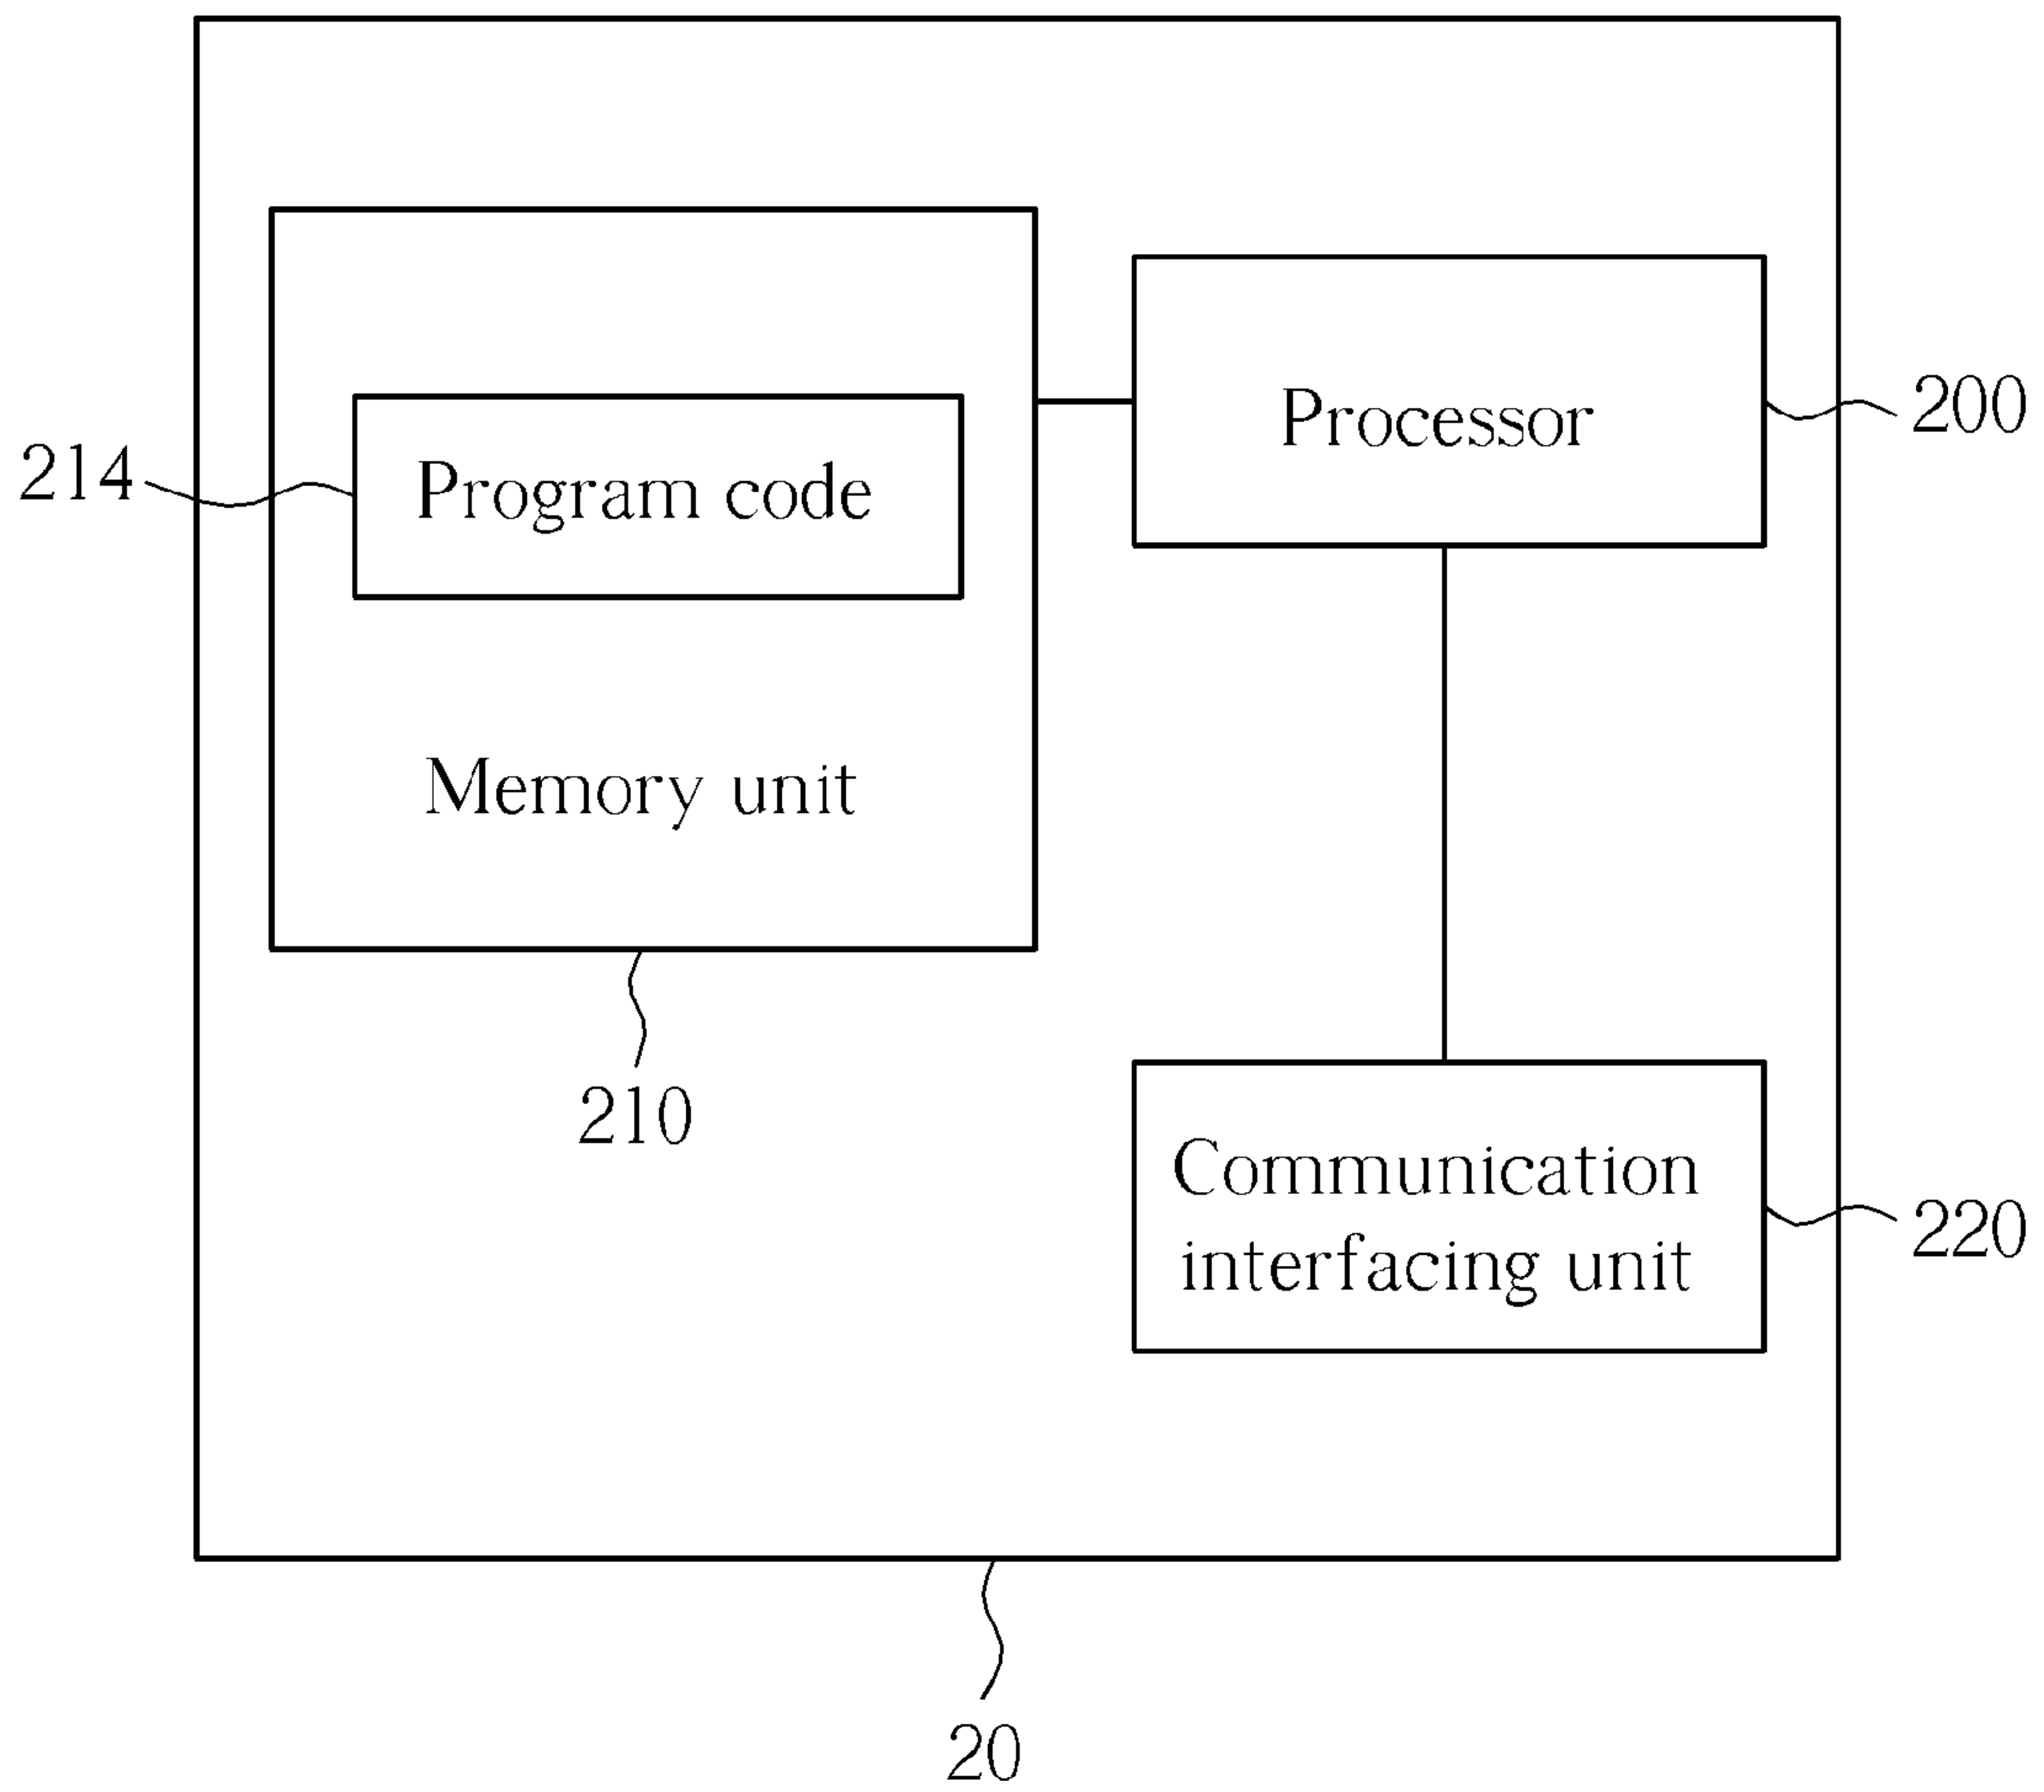 Processor
200
214
Program code
Memory unit
210
Communication
interfacing unit
220
20